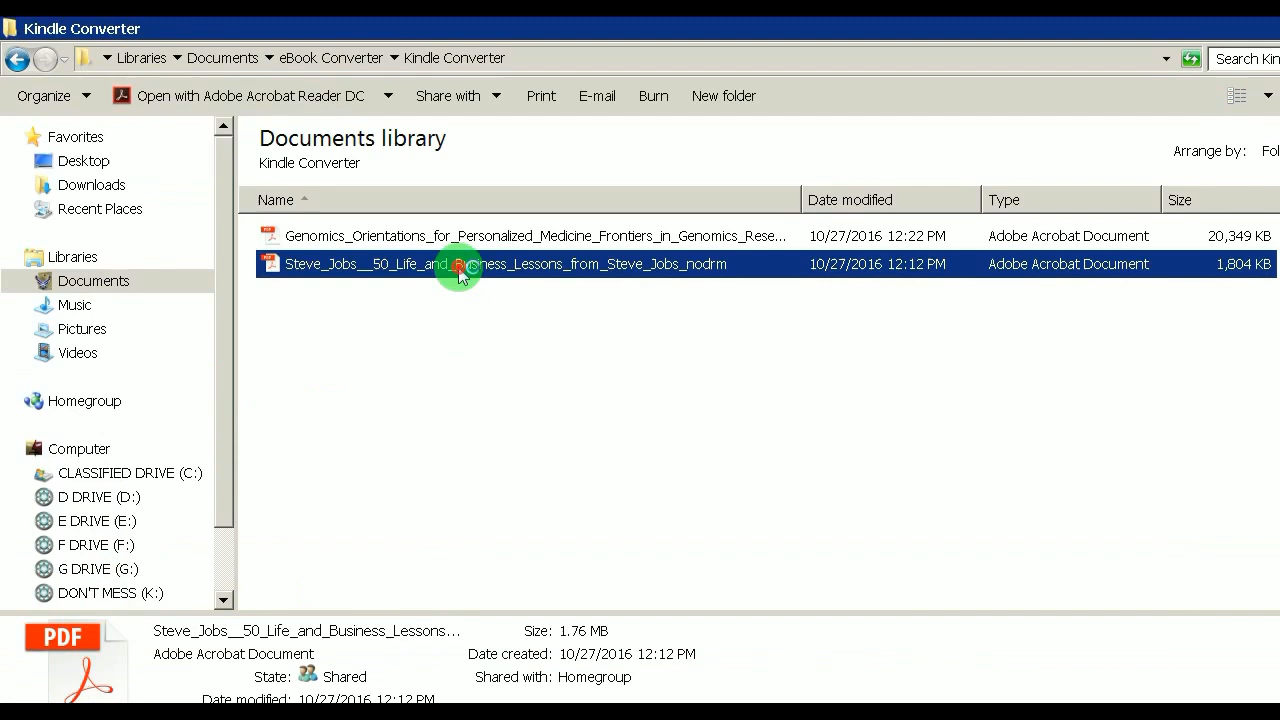 Kindle Converter
Libraries Documents eBook Converter Kindle Converter Search Kin
Organize Open with Adobe Acrobat Reader DC Share with Print E-mail Burn New folder
Favorites
Desktop
Downloads
Recent Places
Libraries
Documents
Music
Pictures
Videos
Homegroup
Computer
CLASSIFIED DRIVE (C:)
D DRIVE (D:)
E DRIVE (E:)
F DRIVE (F:)
G DRIVE (G:)
DON'T MESS (K:)
Documents library
Kindle Converter
Arrange by: Fol
Name Date modified Type Size
Genomics_Orientations_for_Personalized_Medicine_Frontiers_in_Genomics_Rese... 10/27/2016 12:22 PM Adobe Acrobat Document 20,349 KB
Steve_Jobs__50_Life_and_Business_Lessons_from_Steve_Jobs_nodrm 10/27/2016 12:12 PM Adobe Acrobat Document 1,804 KB
PDF
Steve_Jobs__50_Life_and_Business_Lessons... Size: 1.76 MB
Adobe Acrobat Document Date created: 10/27/2016 12:12 PM
State: Shared Shared with: Homegroup
Date modified: 10/27/2016 12:12 PM